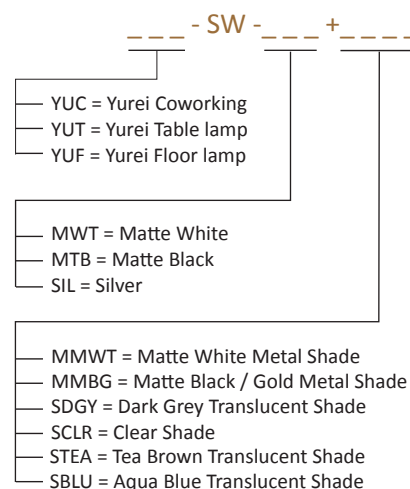 _ _ _ - SW - _ _ _ + _ _ _ _
YUC = Yurei Coworking
YUT = Yurei Table lamp
YUF = Yurei Floor lamp
MWT = Matte White
MTB = Matte Black
SIL = Silver
MMWT = Matte White Metal Shade
MMBG = Matte Black / Gold Metal Shade
SDGY = Dark Grey Translucent Shade
SCLR = Clear Shade
STEA = Tea Brown Translucent Shade
SBLU = Aqua Blue Translucent Shade